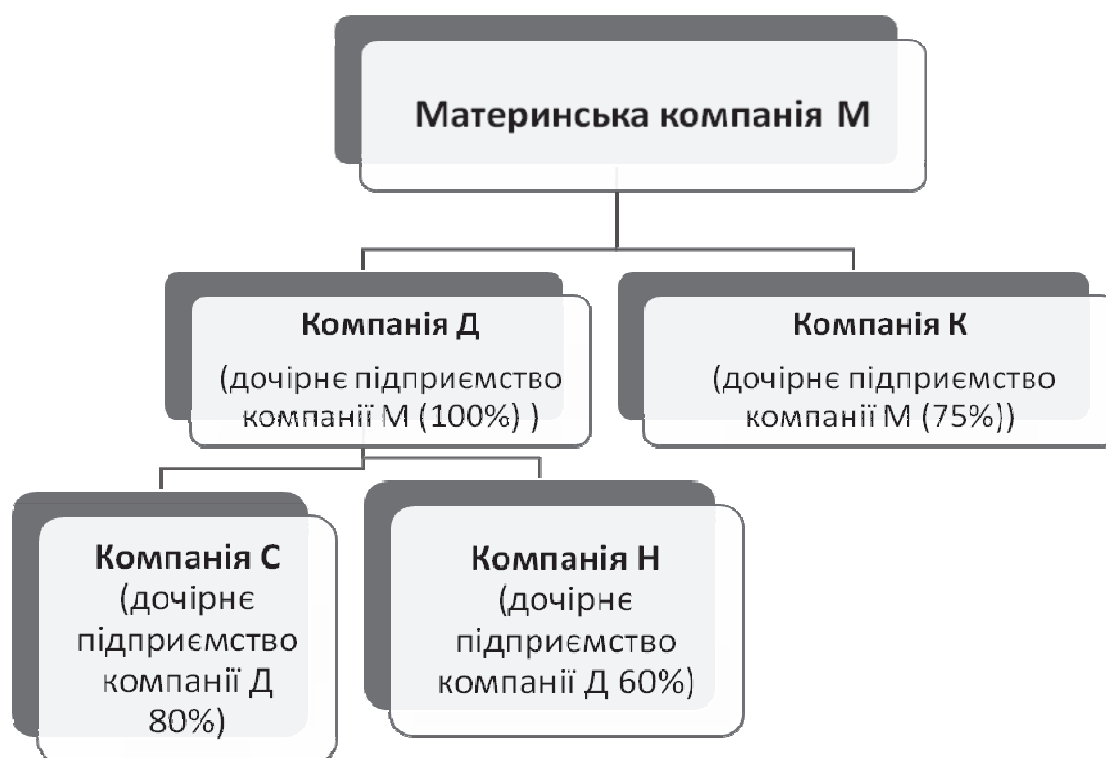 Материнська компанія М
Компанія Д
(дочірнє підприємство
компанії М (100%) )
Компанія К
(дочірнє підприємство
компанії М (75%))
Компанія С
(дочірнє
підприємство
компанії Д
80%)
Компанія Н
(дочірнє
підприємство
компанії Д 60%)